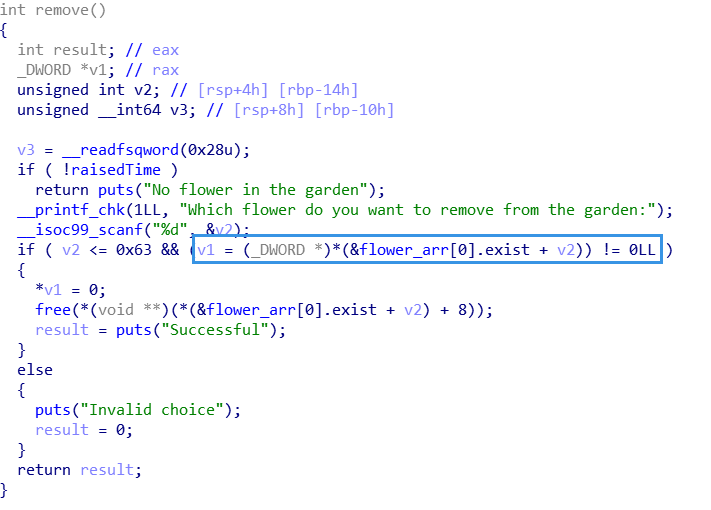 int remove()
{
  int result; // eax
  _DWORD *v1; // rax
  unsigned int v2; // [rsp+4h] [rbp-14h]
  unsigned __int64 v3; // [rsp+8h] [rbp-10h]

  v3 = __readfsqword(0x28u);
  if ( !raisedTime )
    return puts("No flower in the garden");
  __printf_chk(1LL, "Which flower do you want to remove from the garden:");
  __isoc99_scanf("%d", &v2);
  if ( v2 <= 0x63 && (v1 = (_DWORD *)*(&flower_arr[0].exist + v2)) != 0LL )
  {
    *v1 = 0;
    free(*(void **)(*(&flower_arr[0].exist + v2) + 8));
    result = puts("Successful");
  }
  else
  {
    puts("Invalid choice");
    result = 0;
  }
  return result;
}